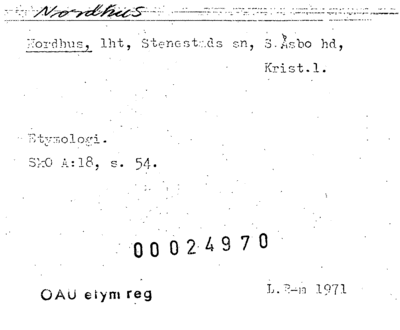 Nordhus
Nordhus, lht, Stenestads sn, S.Åsbo hd,
Krist.l.
Etymologi.
SkO A:18, s. 54.
00024970
OAU etym reg
1971